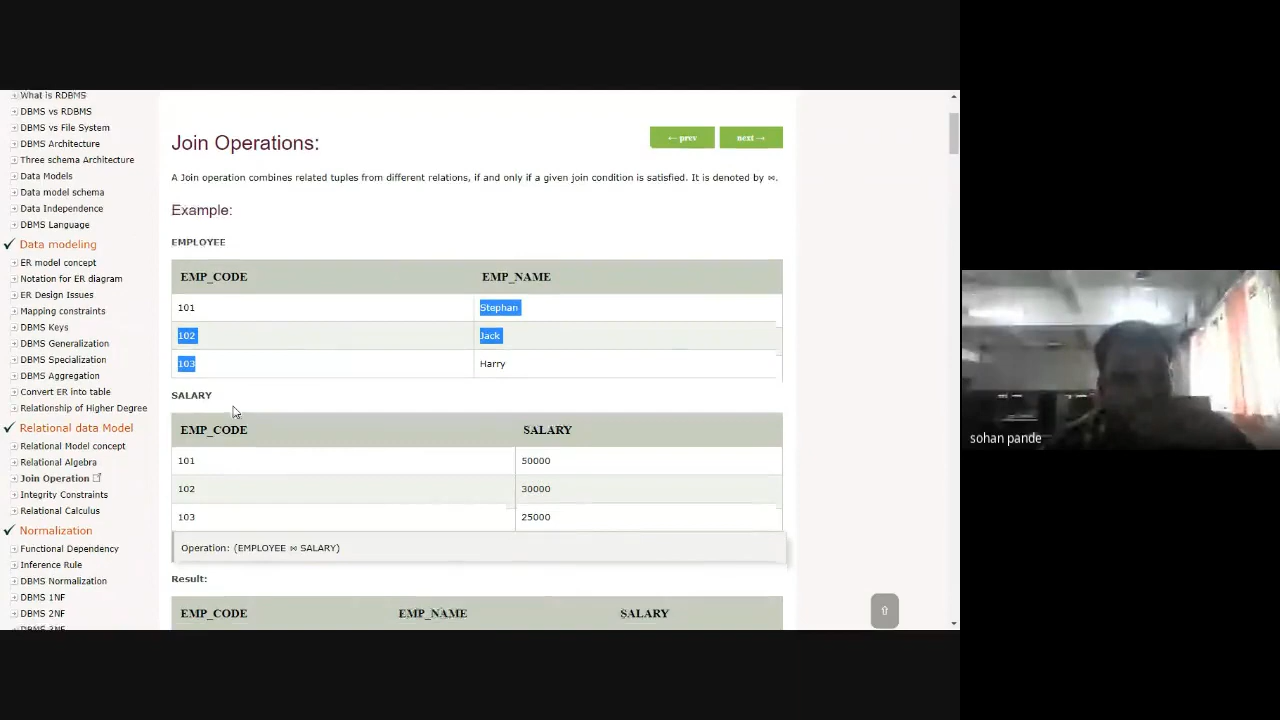 What is RDBMS
DBMS vs RDBMS
DBMS vs File System
DBMS Architecture
Three schema Architecture
Data Models
Data model schema
Data Independence
DBMS Language
Data modeling
ER model concept
Notation for ER diagram
ER Design Issues
Mapping constraints
DBMS Keys
DBMS Generalization
DBMS Specialization
DBMS Aggregation
Convert ER into table
Relationship of Higher Degree
Relational data Model
Relational Model concept
Relational Algebra
Join Operation
Integrity Constraints
Relational Calculus
Normalization
Functional Dependency
Inference Rule
DBMS Normalization
DBMS 1NF
DBMS 2NF
DBMS 3NF
Join Operations:
← prev next →
A Join operation combines related tuples from different relations, if and only if a given join condition is satisfied. It is denoted by ⋈.
Example:
EMPLOYEE
EMP_CODE EMP_NAME
101 Stephan
102 Jack
103 Harry
SALARY
EMP_CODE SALARY
101 50000
102 30000
103 25000
Operation: (EMPLOYEE ⋈ SALARY)
Result:
EMP_CODE EMP_NAME SALARY
sohan pande